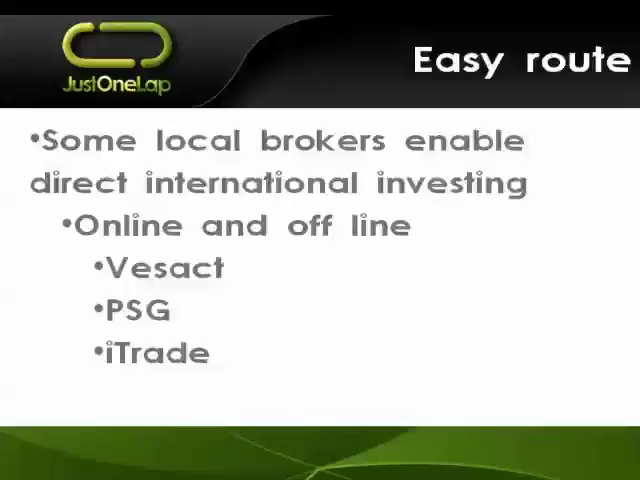 JustOneLap
Easy route
•Some local brokers enable
direct international investing
•Online and off line
•Vesact
•PSG
•iTrade